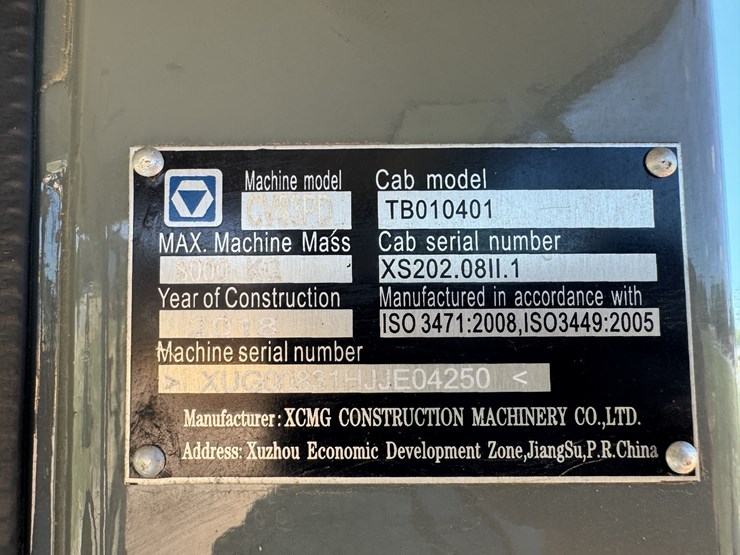 Machine model
Cab model
TB010401
MAX. Machine Mass
Cab serial number
8000 KG
XS202.08II.1
Year of Construction
Manufactured in accordance with
2018
ISO 3471:2008,ISO3449:2005
Machine serial number
> <
Manufacturer: XCMG CONSTRUCTION MACHINERY CO.,LTD.
Address: Xuzhou Economic Development Zone,JiangSu,P.R.China